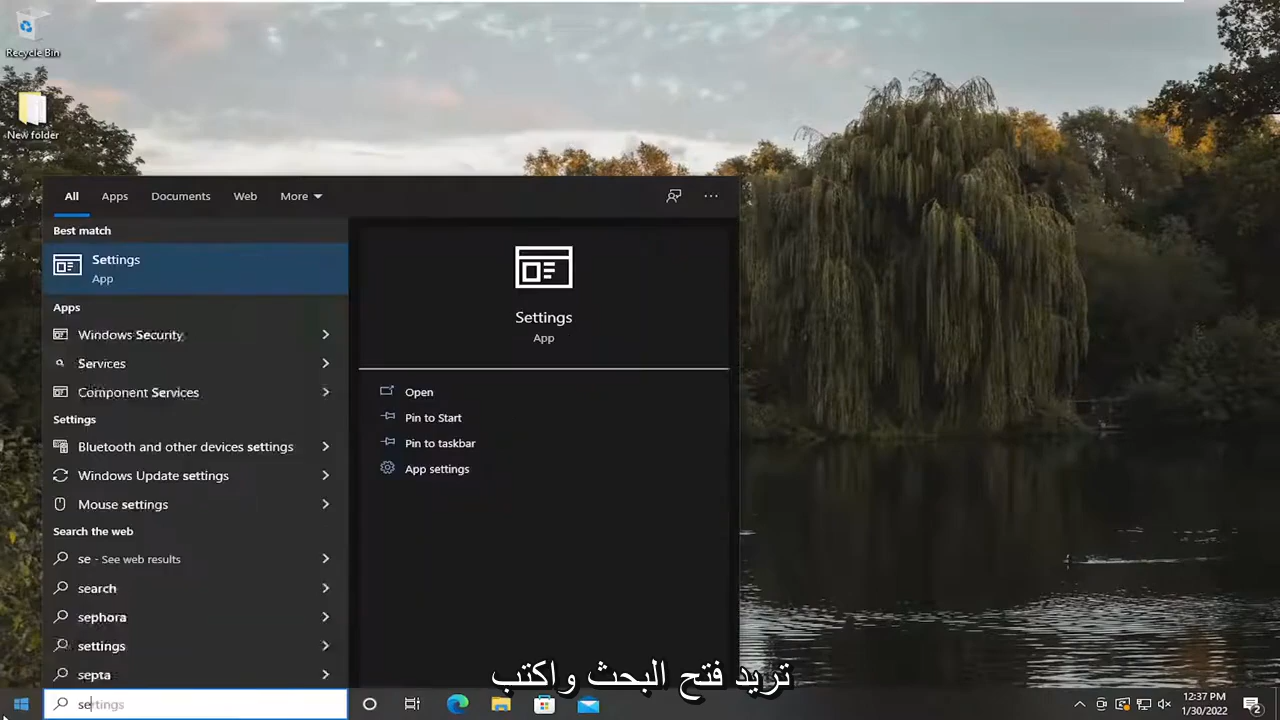 Recycle Bin
New folder
All Apps Documents Web More
Best match
Settings
App
Apps
Windows Security
Services
Component Services
Settings
Bluetooth and other devices settings
Windows Update settings
Mouse settings
Search the web
se - See web results
search
sephora
settings
septa
settings
Settings
App
Open
Pin to Start
Pin to taskbar
App settings
تريد فتح البحث واكتب
12:37 PM
1/30/2022
2